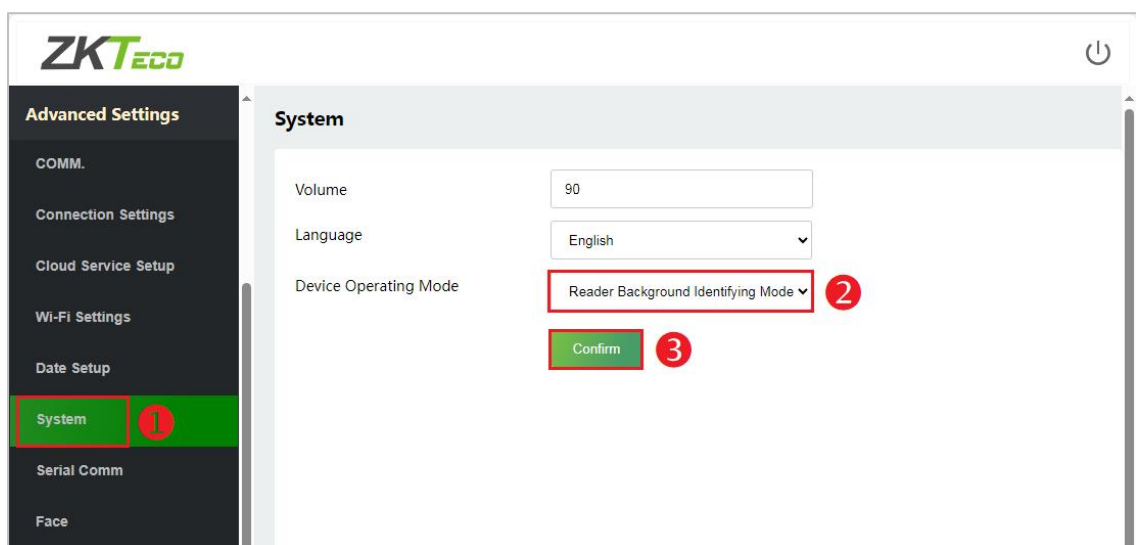 ZKTECO
Advanced Settings
COMM.
Connection Settings
Cloud Service Setup
Wi-Fi Settings
Date Setup
System
1
Serial Comm
Face
System
Volume
90
Language
English
Device Operating Mode
Reader Background Identifying Mode
2
Confirm
3